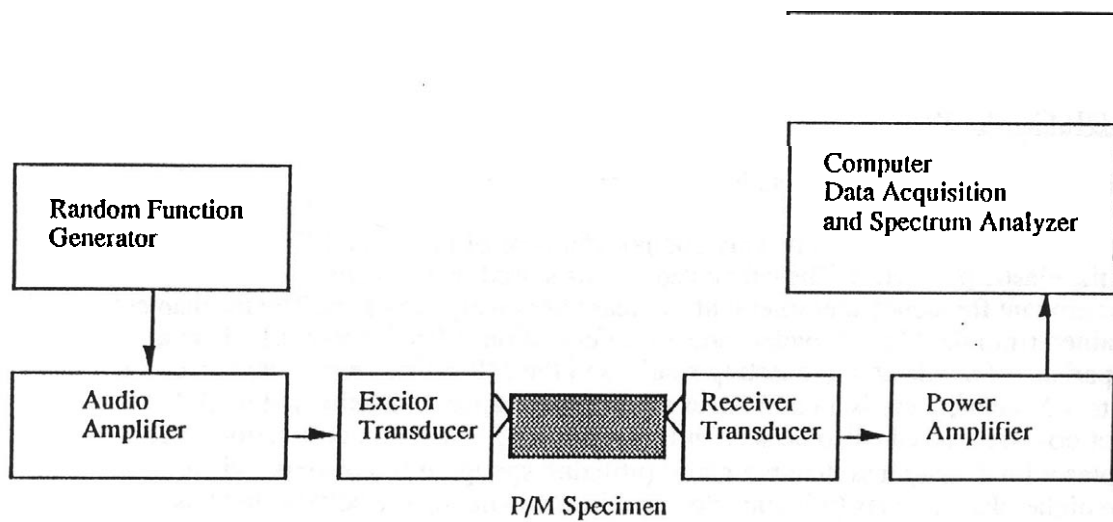 Random Function
Generator
Audio
Amplifier
Excitor
Transducer
P/M Specimen
Receiver
Transducer
Power
Amplifier
Computer
Data Acquisition
and Spectrum Analyzer